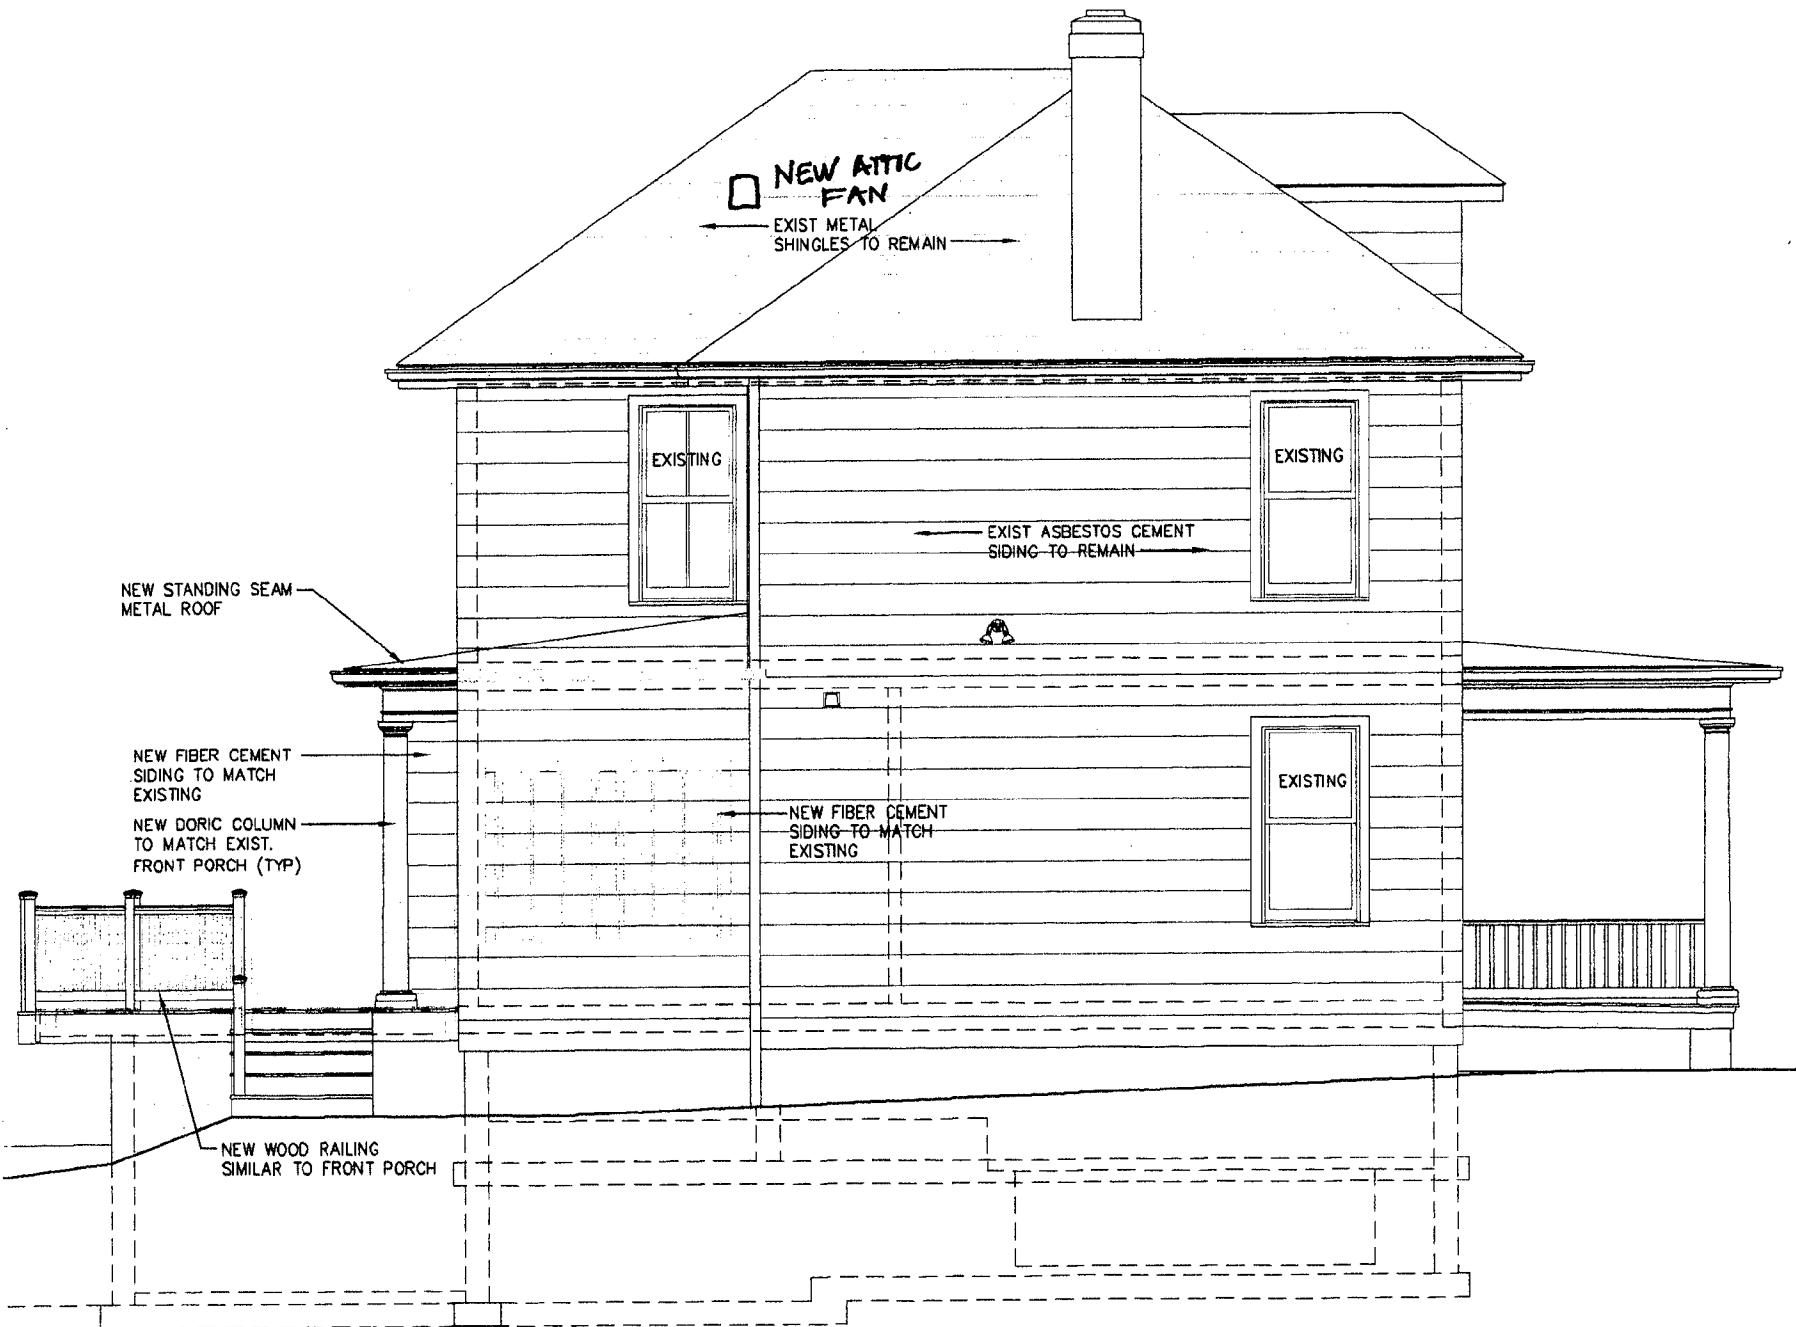 NEW ATTIC
FAN
EXIST METAL
SHINGLES TO REMAIN
EXISTING
EXISTING
EXIST ASBESTOS CEMENT
SIDING TO REMAIN
NEW STANDING SEAM
METAL ROOF
NEW FIBER CEMENT
SIDING TO MATCH
EXISTING
EXISTING
NEW DORIC COLUMN
TO MATCH EXIST.
FRONT PORCH (TYP)
NEW FIBER CEMENT
SIDING TO MATCH
EXISTING
NEW WOOD RAILING
SIMILAR TO FRONT PORCH